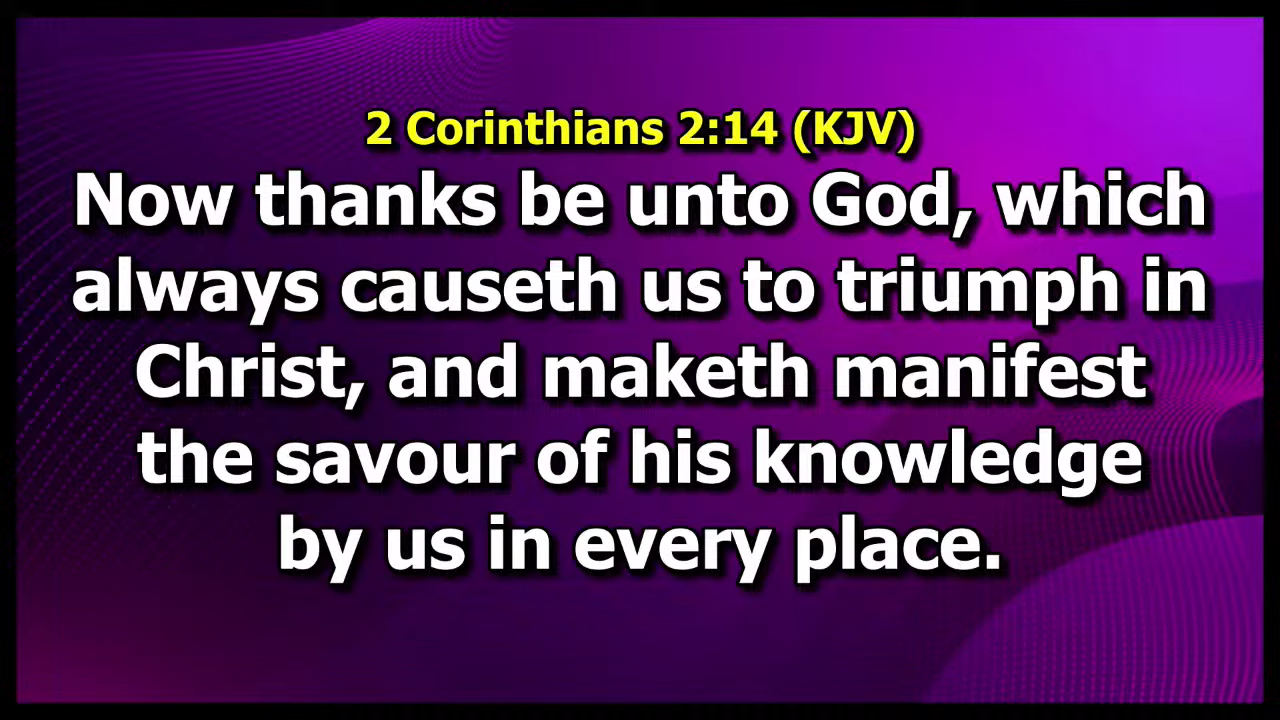 2 Corinthians 2:14 (KJV)
Now thanks be unto God, which
always causeth us to triumph in
Christ, and maketh manifest
the savour of his knowledge
by us in every place.